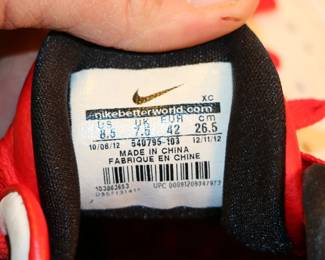 XC
nikebetterworld.com
US UK EUR cm
8.5 7.5 42 26.5
10/08/12 540795-103 12/11/12
MADE IN CHINA
FABRIQUE EN CHINE
UPC